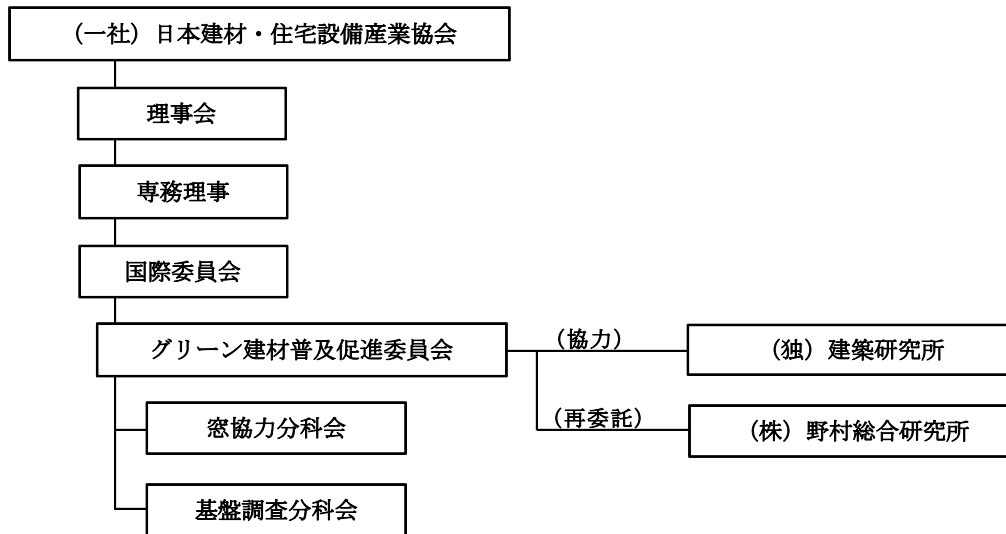 （一社）日本建材・住宅設備産業協会
理事会
専務理事
国際委員会
グリーン建材普及促進委員会
（協力）
（独）建築研究所
（再委託）
（株）野村総合研究所
窓協力分科会
基盤調査分科会